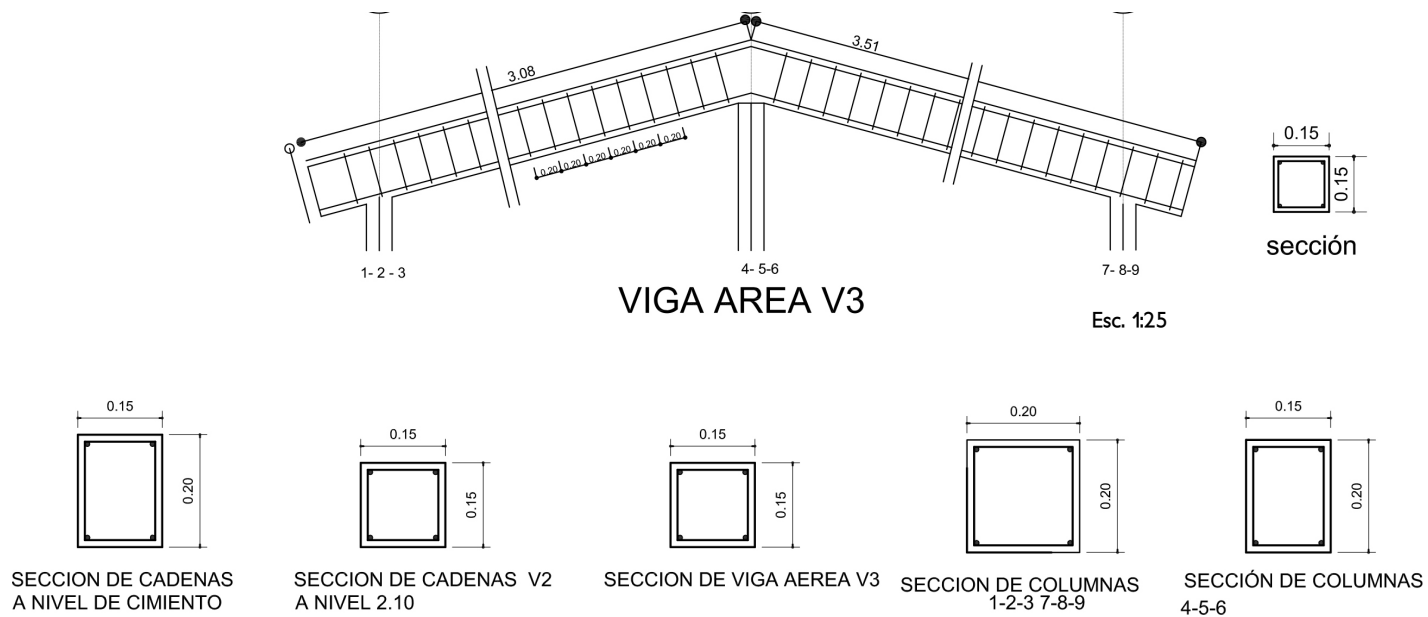 3.08
3.51
0.20 0.20 0.20 0.20 0.20 0.20
0.15
0.15
sección
1- 2 - 3
4- 5-6
7- 8-9
VIGA AREA V3
Esc. 1:25
0.15
0.20
SECCION DE CADENAS
A NIVEL DE CIMIENTO
0.15
0.15
SECCION DE CADENAS V2
A NIVEL 2.10
0.15
0.15
SECCION DE VIGA AEREA V3
0.20
0.20
SECCION DE COLUMNAS
1-2-3 7-8-9
0.15
0.20
SECCIÓN DE COLUMNAS
4-5-6